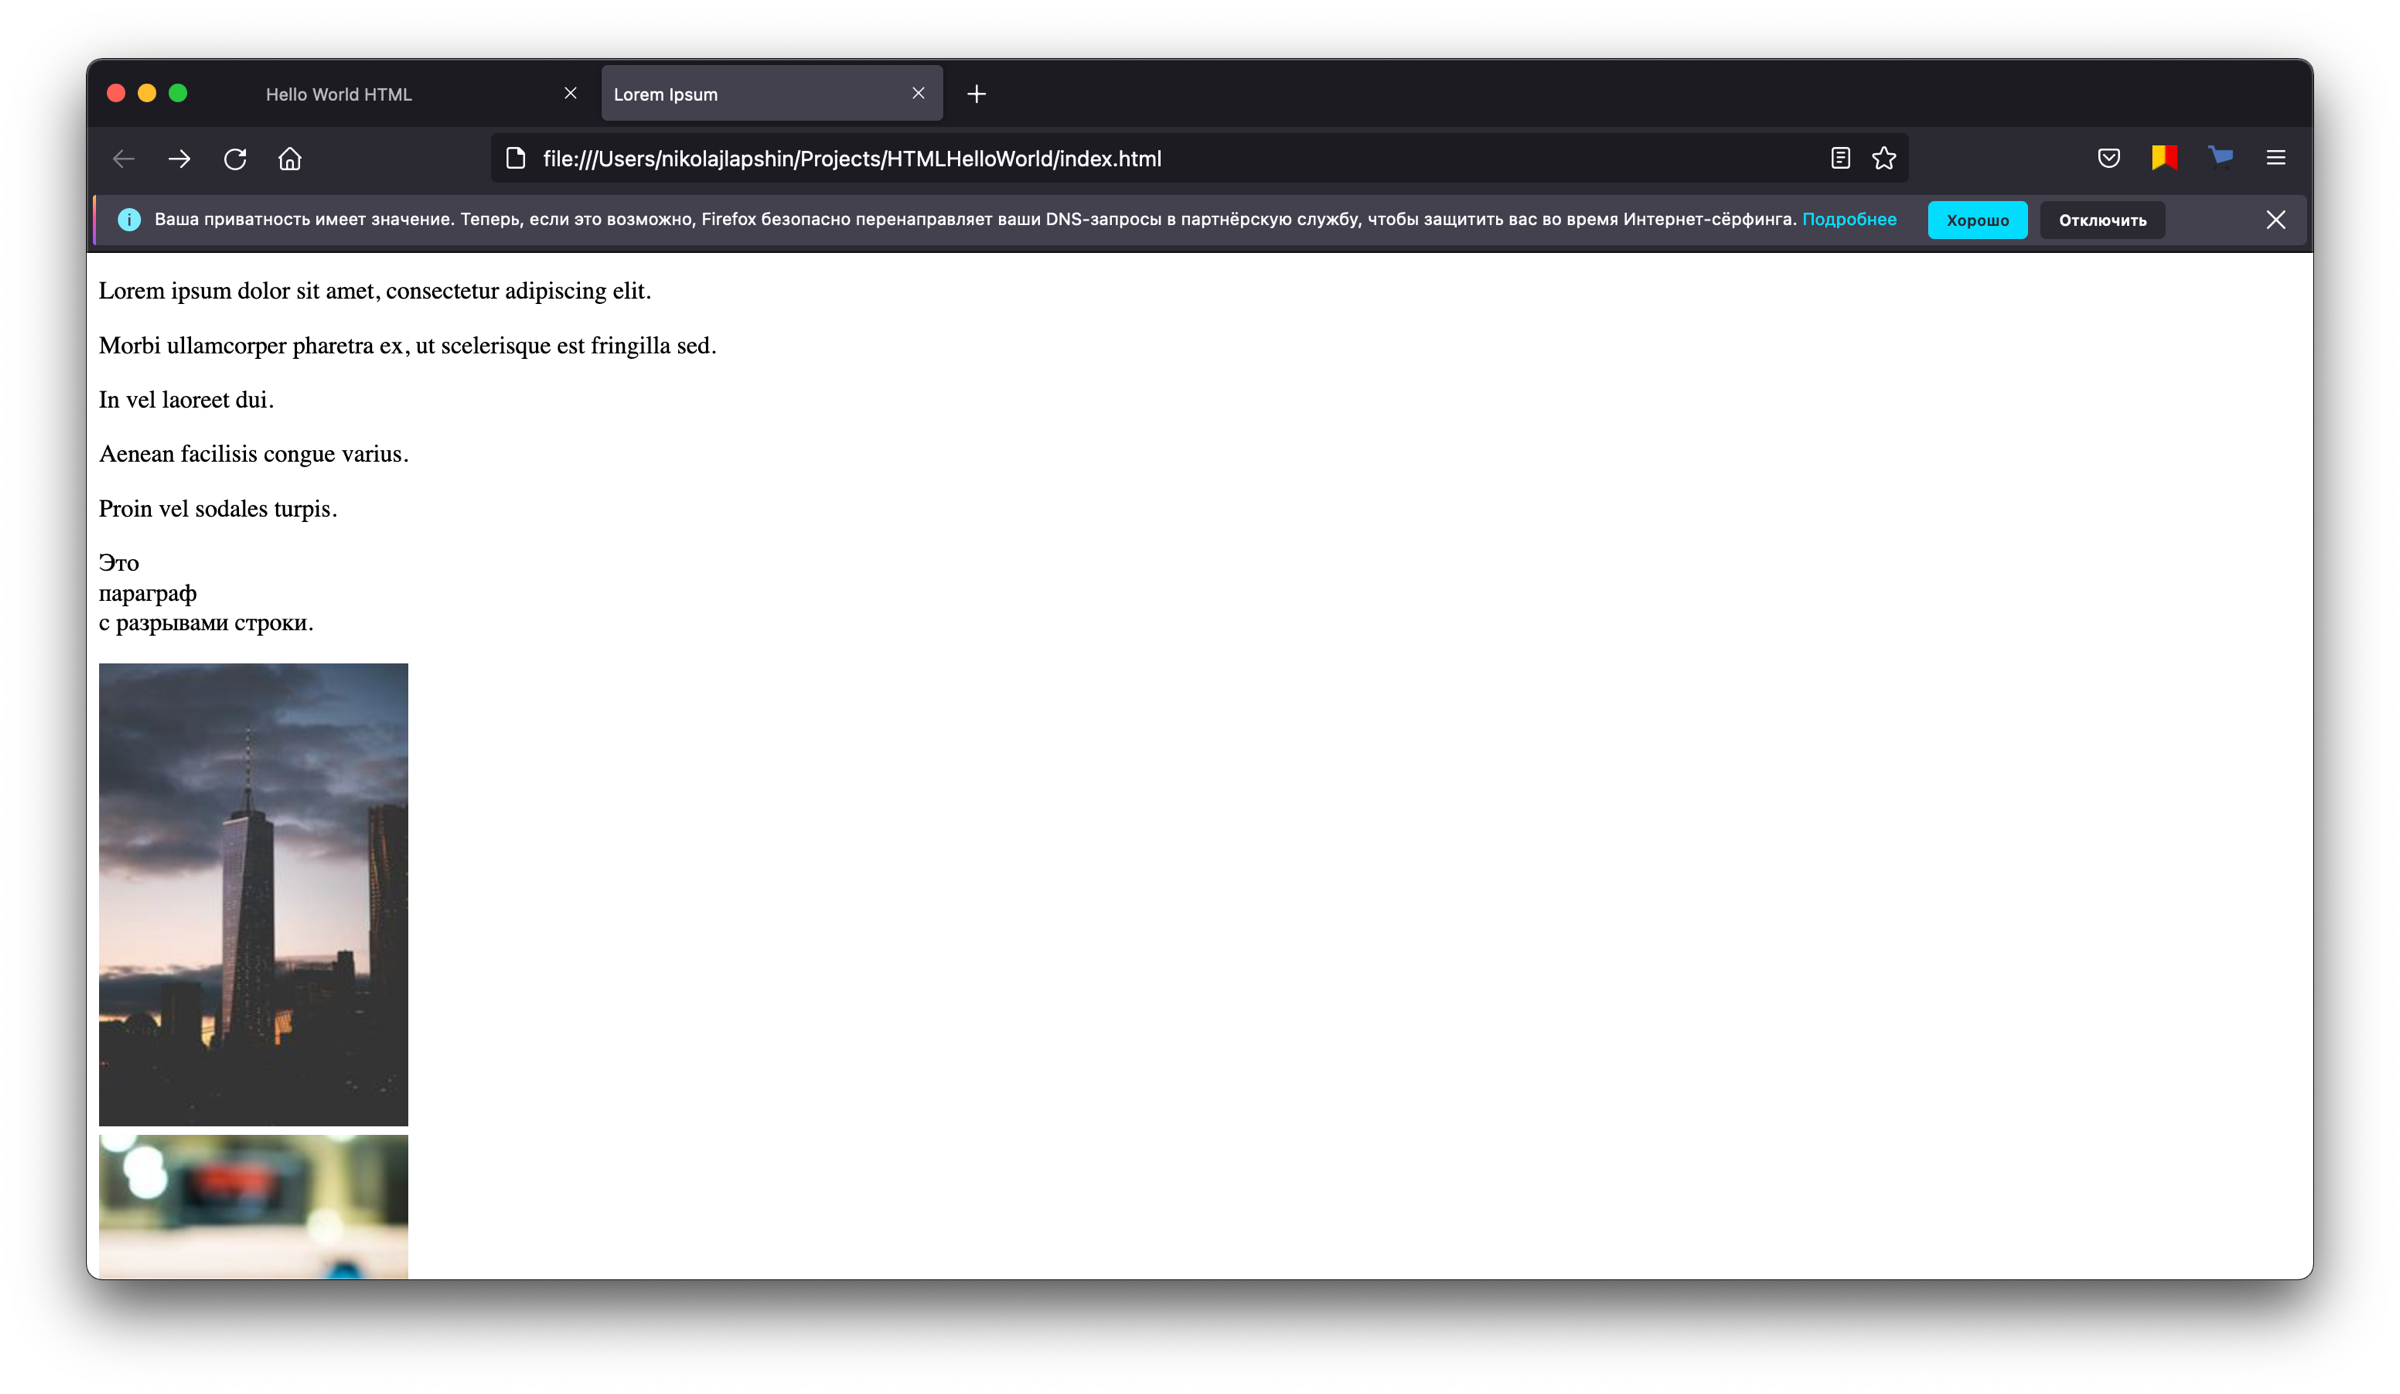 Hello World HTML
Lorem Ipsum
file:///Users/nikolajlapshin/Projects/HTMLHelloWorld/index.html
Ваша приватность имеет значение. Теперь, если это возможно, Firefox безопасно перенаправляет ваши DNS-запросы в партнёрскую службу, чтобы защитить вас во время Интернет-сёрфинга. Подробнее
Хорошо
Отключить
Lorem ipsum dolor sit amet, consectetur adipiscing elit.
Morbi ullamcorper pharetra ex, ut scelerisque est fringilla sed.
In vel laoreet dui.
Aenean facilisis congue varius.
Proin vel sodales turpis.
Это
параграф
с разрывами строки.